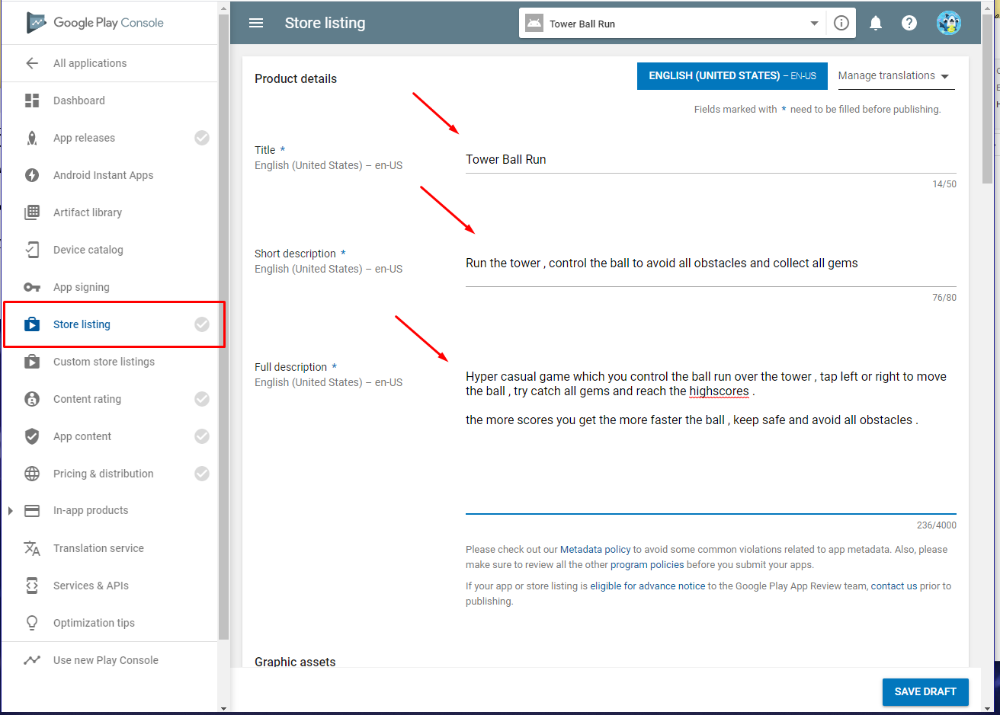 Google Play Console
All applications
Dashboard
App releases
Android Instant Apps
Artifact library
Device catalog
App signing
Store listing
Custom store listings
Content rating
App content
Pricing & distribution
In-app products
Translation service
Services & APIs
Optimization tips
Use new Play Console
Store listing
Tower Ball Run
Product details
ENGLISH (UNITED STATES) – EN-US
Manage translations
Fields marked with * need to be filled before publishing.
Title *
English (United States) – en-US
Tower Ball Run
14/50
Short description *
English (United States) – en-US
Run the tower , control the ball to avoid all obstacles and collect all gems
76/80
Full description *
English (United States) – en-US
Hyper casual game which you control the ball run over the tower , tap left or right to move
the ball , try catch all gems and reach the highscores .
the more scores you get the more faster the ball , keep safe and avoid all obstacles .
236/4000
Please check out our Metadata policy to avoid some common violations related to app metadata. Also, please
make sure to review all the other program policies before you submit your apps.
If your app or store listing is eligible for advance notice to the Google Play App Review team, contact us prior to
publishing.
Graphic assets
SAVE DRAFT